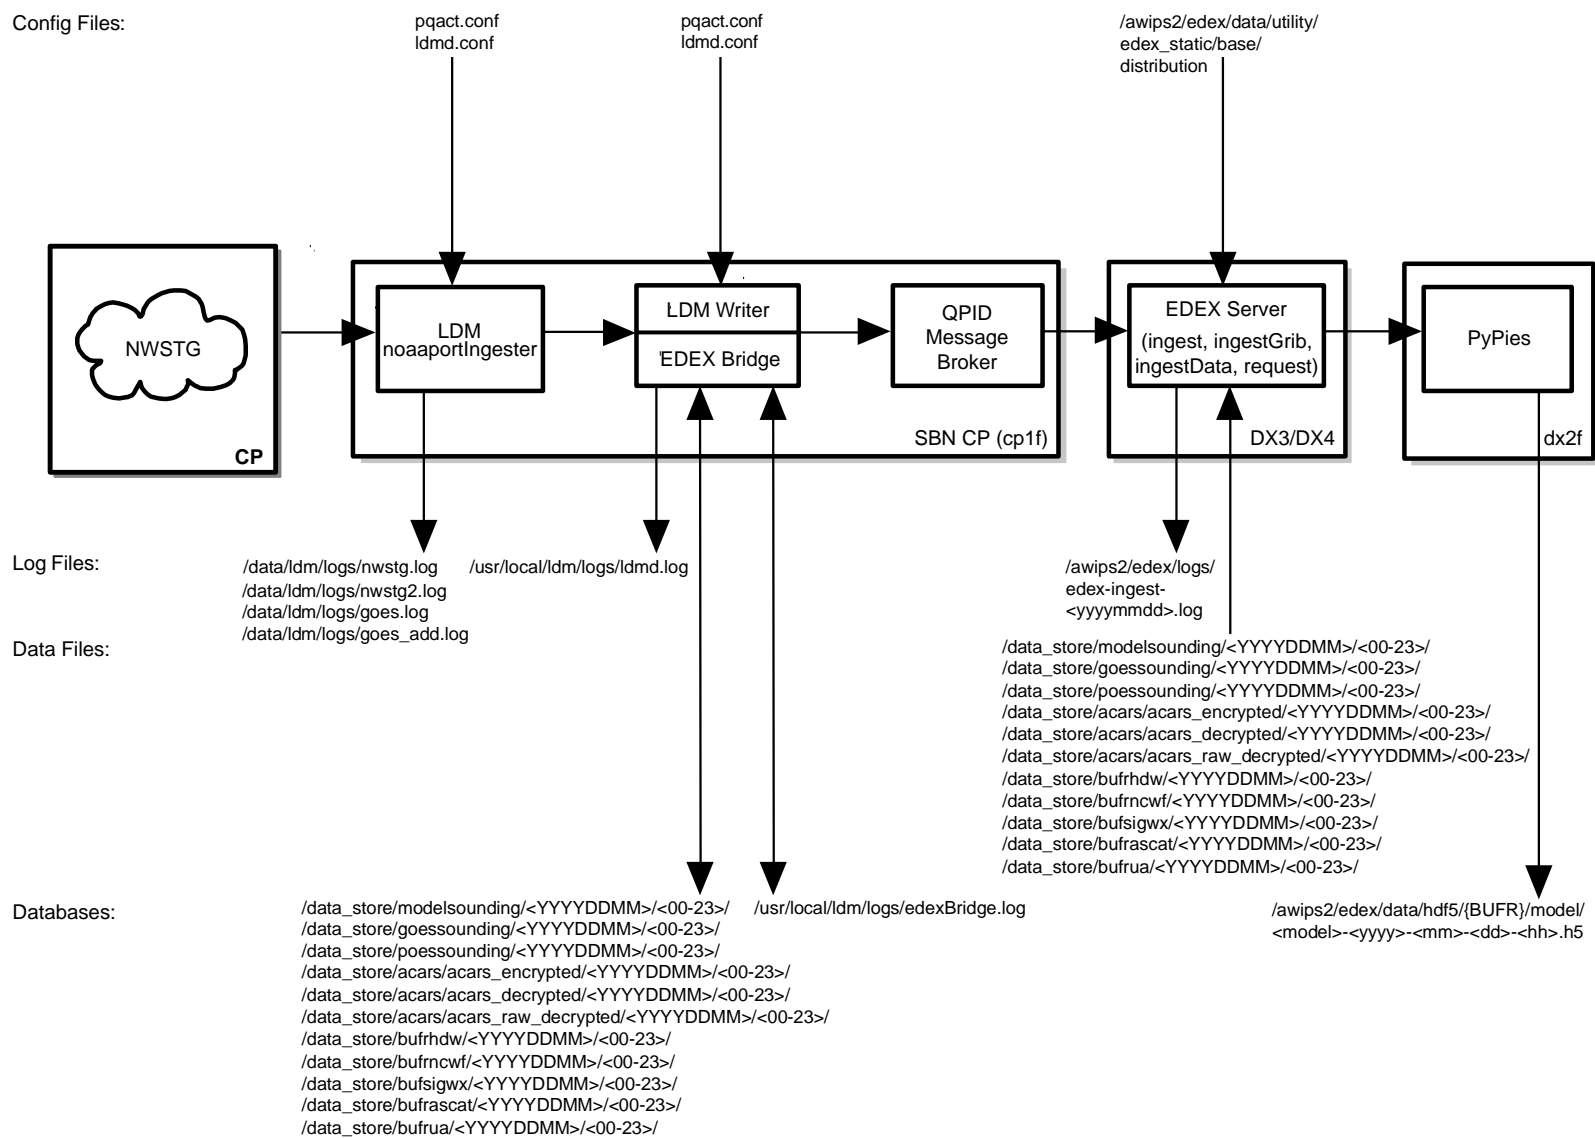 Config Files:
pqact.conf
ldmd.conf
pqact.conf
ldmd.conf
/awips2/edex/data/utility/
edex_static/base/
distribution
NWSTG
CP
LDM
noaaportIngester
LDM Writer
EDEX Bridge
QPID
Message
Broker
SBN CP (cp1f)
EDEX Server
(ingest, ingestGrib,
ingestData, request)
DX3/DX4
PyPies
dx2f
Log Files:
/data/ldm/logs/nwstg.log
/data/ldm/logs/nwstg2.log
/data/ldm/logs/goes.log
/data/ldm/logs/goes_add.log
/usr/local/ldm/logs/ldmd.log
/awips2/edex/logs/
edex-ingest-
<yyyymmdd>.log
Data Files:
/data_store/modelsounding/<YYYYDDMM>/<00-23>/
/data_store/goessounding/<YYYYDDMM>/<00-23>/
/data_store/poessounding/<YYYYDDMM>/<00-23>/
/data_store/acars/acars_encrypted/<YYYYDDMM>/<00-23>/
/data_store/acars/acars_decrypted/<YYYYDDMM>/<00-23>/
/data_store/acars/acars_raw_decrypted/<YYYYDDMM>/<00-23>/
/data_store/bufrhdw/<YYYYDDMM>/<00-23>/
/data_store/bufrncwf/<YYYYDDMM>/<00-23>/
/data_store/bufsigwx/<YYYYDDMM>/<00-23>/
/data_store/bufrascat/<YYYYDDMM>/<00-23>/
/data_store/bufrua/<YYYYDDMM>/<00-23>/
Databases:
/data_store/modelsounding/<YYYYDDMM>/<00-23>/
/data_store/goessounding/<YYYYDDMM>/<00-23>/
/data_store/poessounding/<YYYYDDMM>/<00-23>/
/data_store/acars/acars_encrypted/<YYYYDDMM>/<00-23>/
/data_store/acars/acars_decrypted/<YYYYDDMM>/<00-23>/
/data_store/acars/acars_raw_decrypted/<YYYYDDMM>/<00-23>/
/data_store/bufrhdw/<YYYYDDMM>/<00-23>/
/data_store/bufrncwf/<YYYYDDMM>/<00-23>/
/data_store/bufsigwx/<YYYYDDMM>/<00-23>/
/data_store/bufrascat/<YYYYDDMM>/<00-23>/
/data_store/bufrua/<YYYYDDMM>/<00-23>/
/usr/local/ldm/logs/edexBridge.log
/awips2/edex/data/hdf5/{BUFR}/model/
<model>-<yyyy>-<mm>-<dd>-<hh>.h5